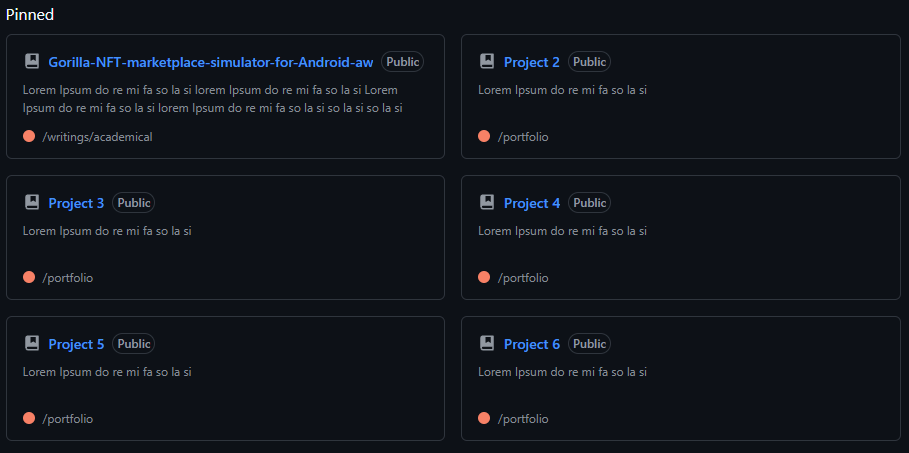 Pinned
Gorilla-NFT-marketplace-simulator-for-Android-aw Public
Lorem Ipsum do re mi fa so la si lorem Ipsum do re mi fa so la si Lorem
Ipsum do re mi fa so la si lorem Ipsum do re mi fa so la si so la si so la si
/writings/academical
Project 2 Public
Lorem Ipsum do re mi fa so la si
/portfolio
Project 3 Public
Lorem Ipsum do re mi fa so la si
/portfolio
Project 4 Public
Lorem Ipsum do re mi fa so la si
/portfolio
Project 5 Public
Lorem Ipsum do re mi fa so la si
/portfolio
Project 6 Public
Lorem Ipsum do re mi fa so la si
/portfolio